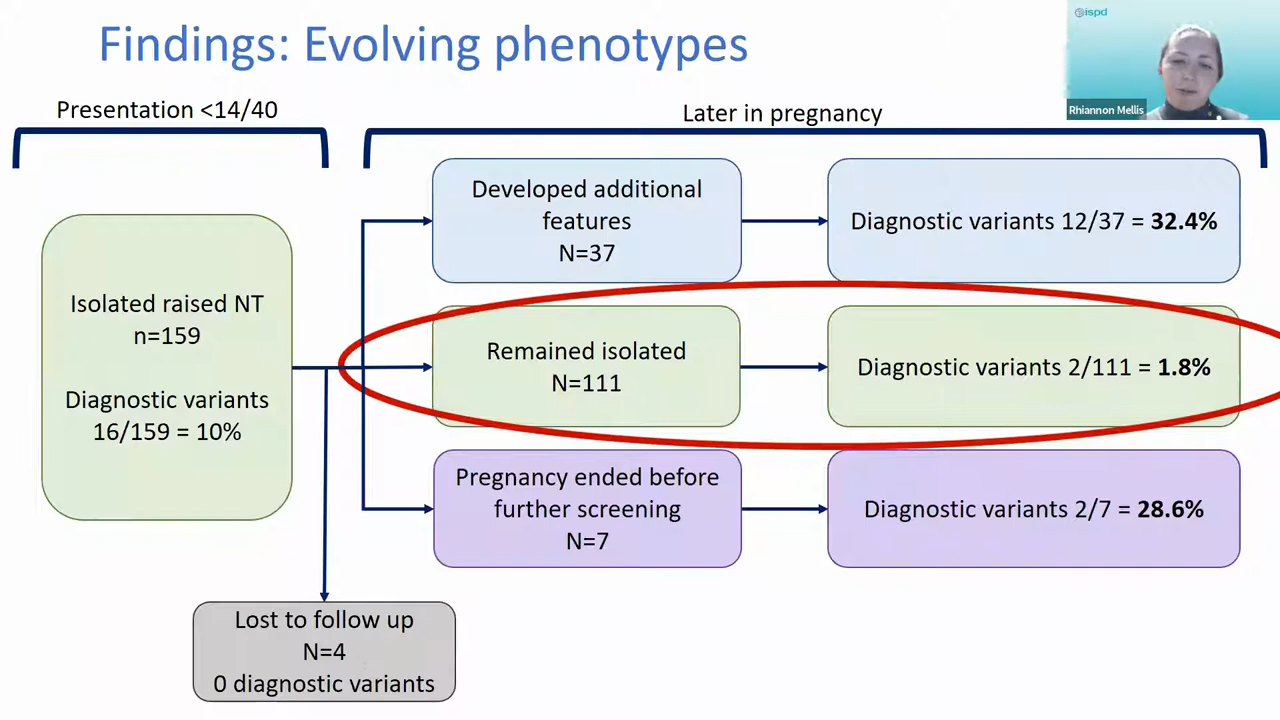 Findings: Evolving phenotypes
ispd
Rhiannon Mellis
Presentation <14/40
Later in pregnancy
Isolated raised NT
n=159
Diagnostic variants
16/159 = 10%
Developed additional
features
N=37
Diagnostic variants 12/37 = 32.4%
Remained isolated
N=111
Diagnostic variants 2/111 = 1.8%
Pregnancy ended before
further screening
N=7
Diagnostic variants 2/7 = 28.6%
Lost to follow up
N=4
0 diagnostic variants